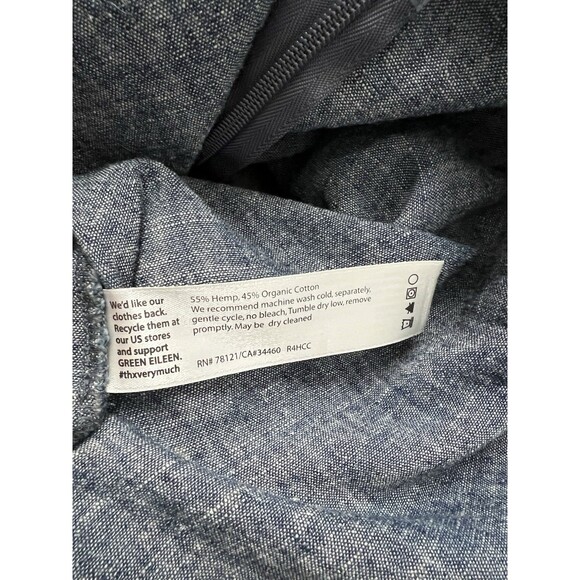 We'd like our
clothes back.
Recycle them at
our US stores
and support
GREEN EILEEN.
#thxverymuch
55% Hemp, 45% Organic Cotton
We recommend machine wash cold, separately,
gentle cycle, no bleach, Tumble dry low, remove
promptly. May be dry cleaned
RN# 78121/CA#34460 R4HCC